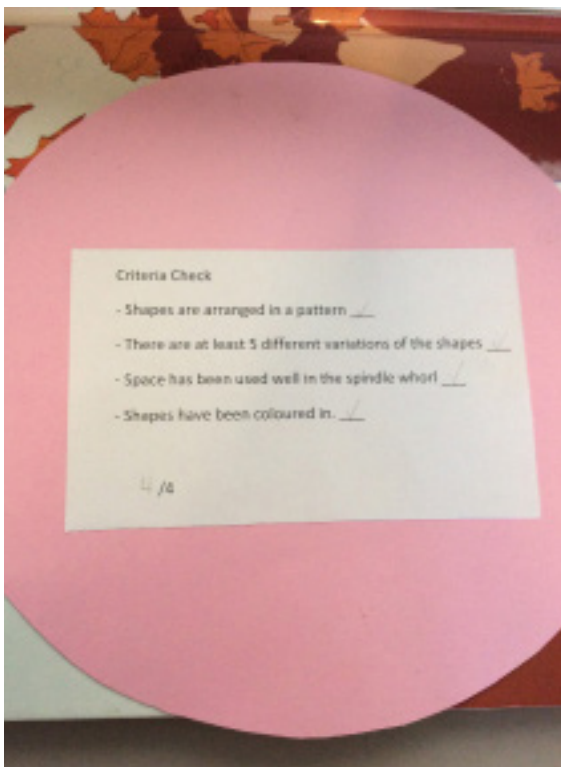 Criteria Check
- Shapes are arranged in a pattern ✓
- There are at least 5 different variations of the shapes ✓
- Space has been used well in the spindle whorl ✓
- Shapes have been coloured in. ✓
4 /4